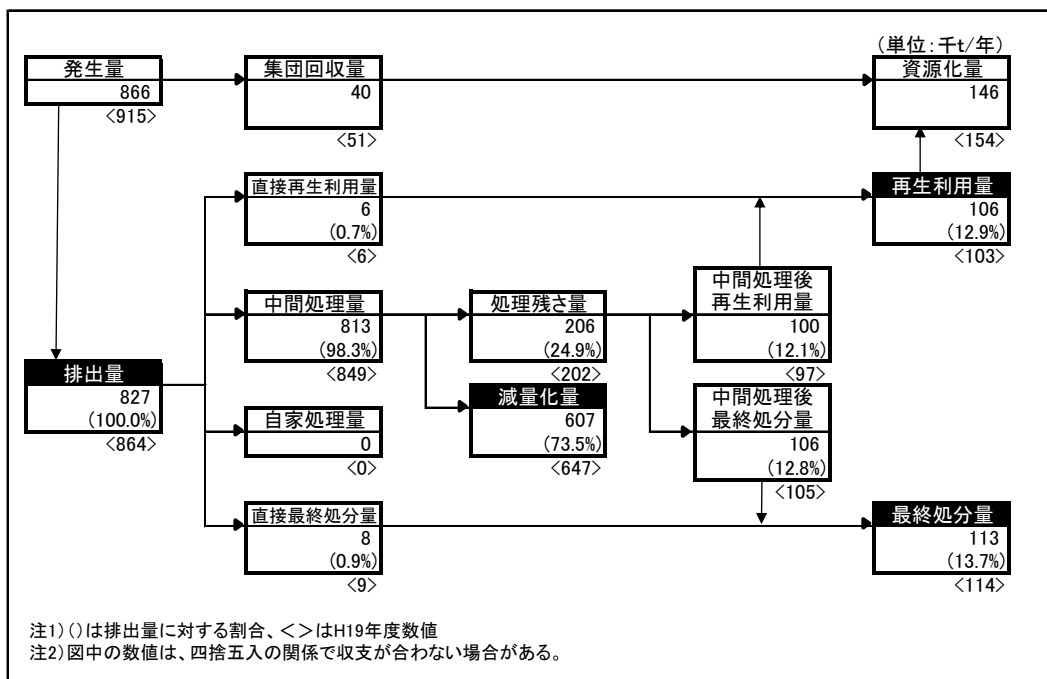 (単位:千t/年)
発生量
866
<915>
集団回収量
40
<51>
資源化量
146
<154>
直接再生利用量
6
(0.7%)
<6>
再生利用量
106
(12.9%)
<103>
中間処理量
813
(98.3%)
<849>
処理残さ量
206
(24.9%)
<202>
中間処理後
再生利用量
100
(12.1%)
<97>
排出量
827
(100.0%)
<864>
減量化量
607
(73.5%)
<647>
中間処理後
最終処分量
106
(12.8%)
<105>
自家処理量
0
<0>
直接最終処分量
8
(0.9%)
<9>
最終処分量
113
(13.7%)
<114>
注1)()は排出量に対する割合、<>はH19年度数値
注2)図中の数値は、四捨五入の関係で収支が合わない場合がある。